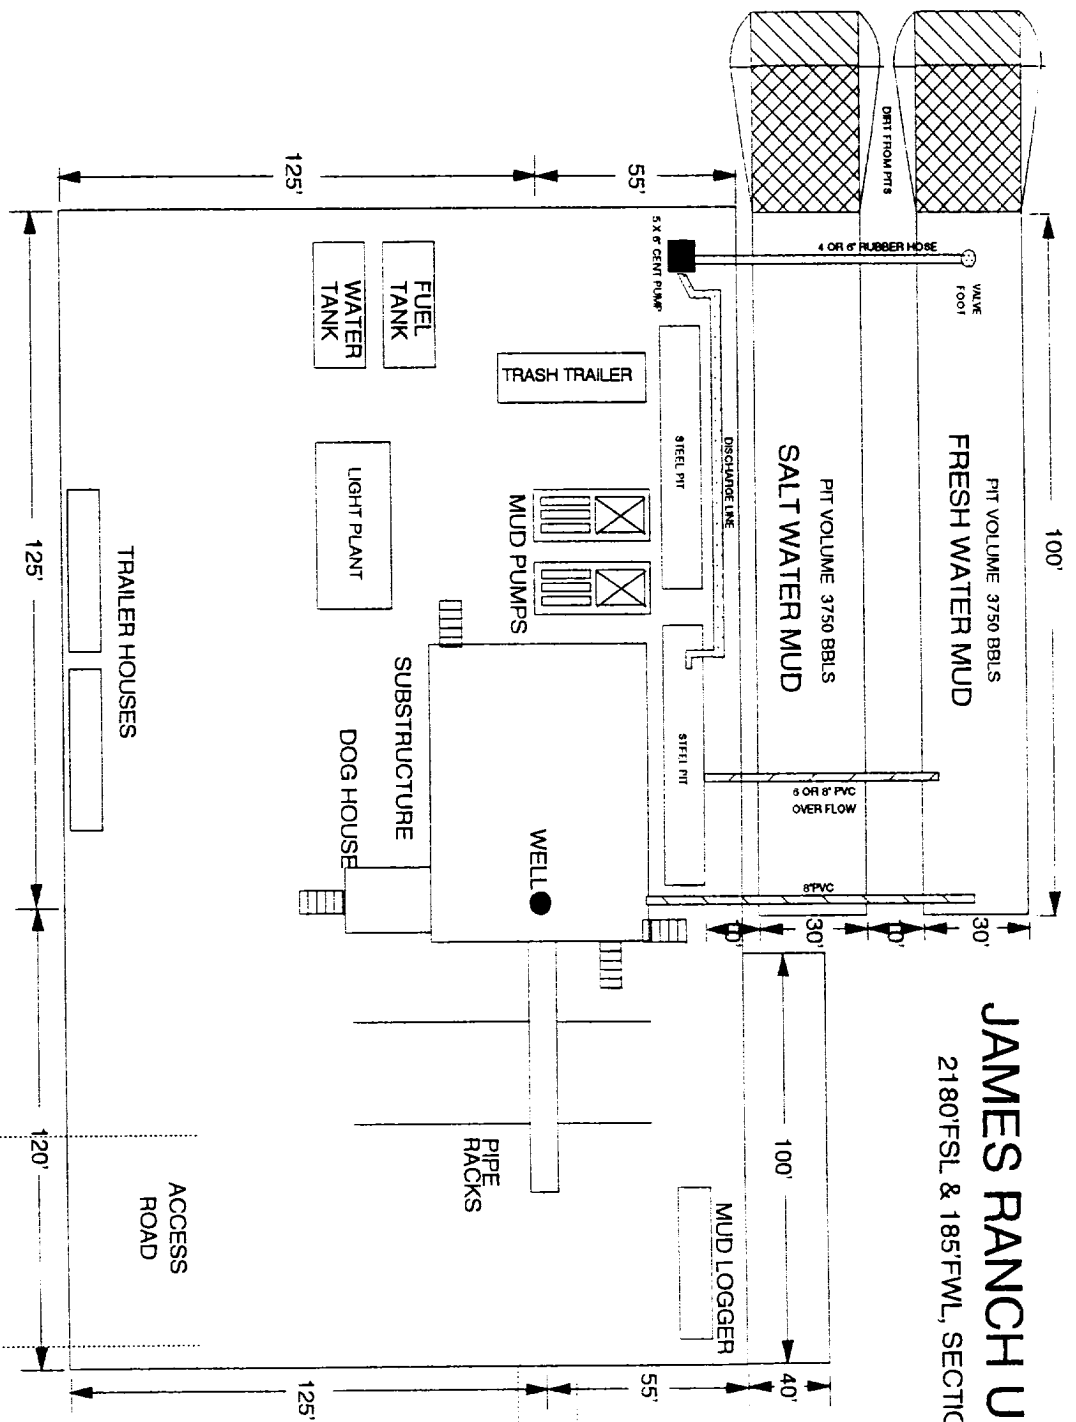 JAMES RANCH U
2180'FSL & 185'FWL, SECTIO
100'
DIRT FROM PITS
4 OR 6" RUBBER HOSE
VALVE
FOOT
PIT VOLUME 3750 BBLS
FRESH WATER MUD
PIT VOLUME 3750 BBLS
SALT WATER MUD
6 OR 8" PVC
OVER FLOW
8"PVC
30'
10'
30'
10'
55'
125'
5 X 6" CENT PUMP
DISCHARGE LINE
STEEL PIT
STEEL PIT
TRASH TRAILER
MUD PUMPS
FUEL
TANK
WATER
TANK
LIGHT PLANT
SUBSTRUCTURE
DOG HOUSE
WELL
TRAILER HOUSES
PIPE
RACKS
MUD LOGGER
ACCESS
ROAD
100'
40'
55'
125'
125'
120'